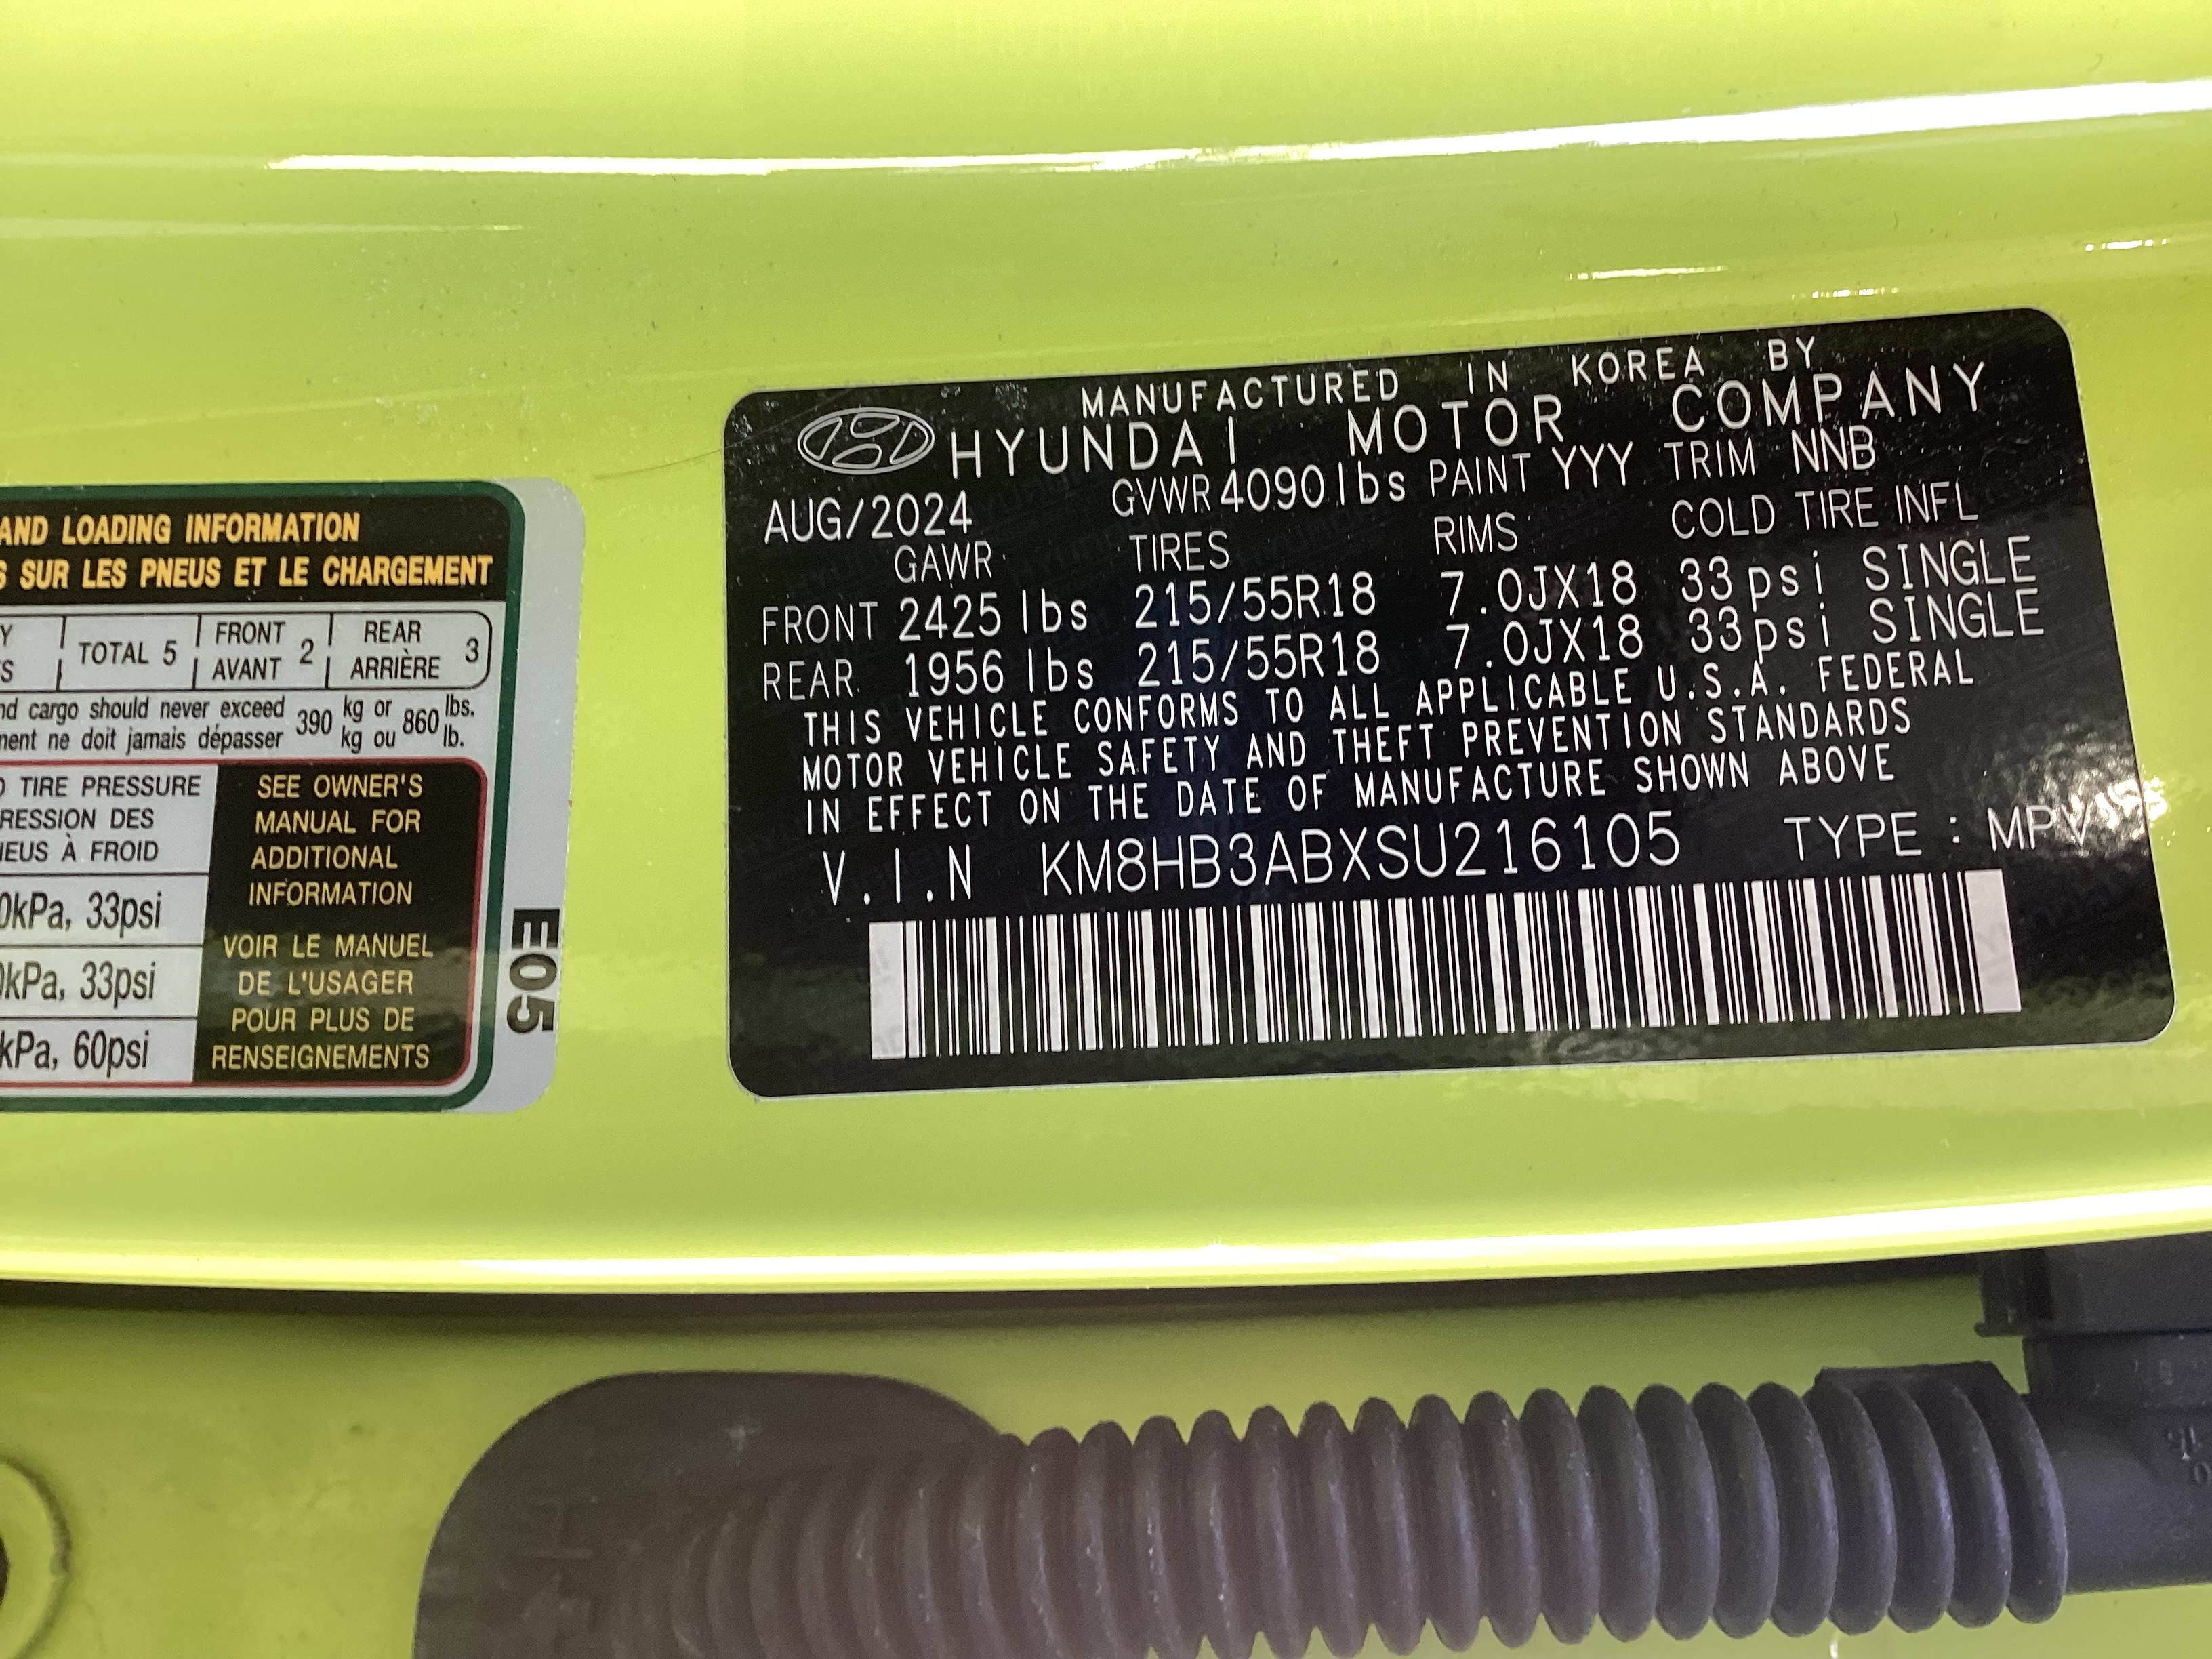 AND LOADING INFORMATION
SUR LES PNEUS ET LE CHARGEMENT
TOTAL 5
FRONT 2
AVANT
REAR 3
ARRIÈRE
cargo should never exceed 390 kg or 860 lbs.
ne doit jamais dépasser kg ou lb.
TIRE PRESSURE
DES
À FROID
kPa, 33psi
kPa, 33psi
kPa, 60psi
SEE OWNER'S
MANUAL FOR
ADDITIONAL
INFORMATION
VOIR LE MANUEL
DE L'USAGER
POUR PLUS DE
RENSEIGNEMENTS
E05
MANUFACTURED IN KOREA BY
HYUNDAI MOTOR COMPANY
AUG/2024 GVWR 4090lbs PAINT YYY TRIM NNB
GAWR TIRES RIMS COLD TIRE INFL
FRONT 2425 lbs 215/55R18 7.0JX18 33psi SINGLE
REAR 1956 lbs 215/55R18 7.0JX18 33psi SINGLE
THIS VEHICLE CONFORMS TO ALL APPLICABLE U.S.A. FEDERAL
MOTOR VEHICLE SAFETY AND THEFT PREVENTION STANDARDS
IN EFFECT ON THE DATE OF MANUFACTURE SHOWN ABOVE
V.I.N KM8HB3ABXSU216105 TYPE : MPV